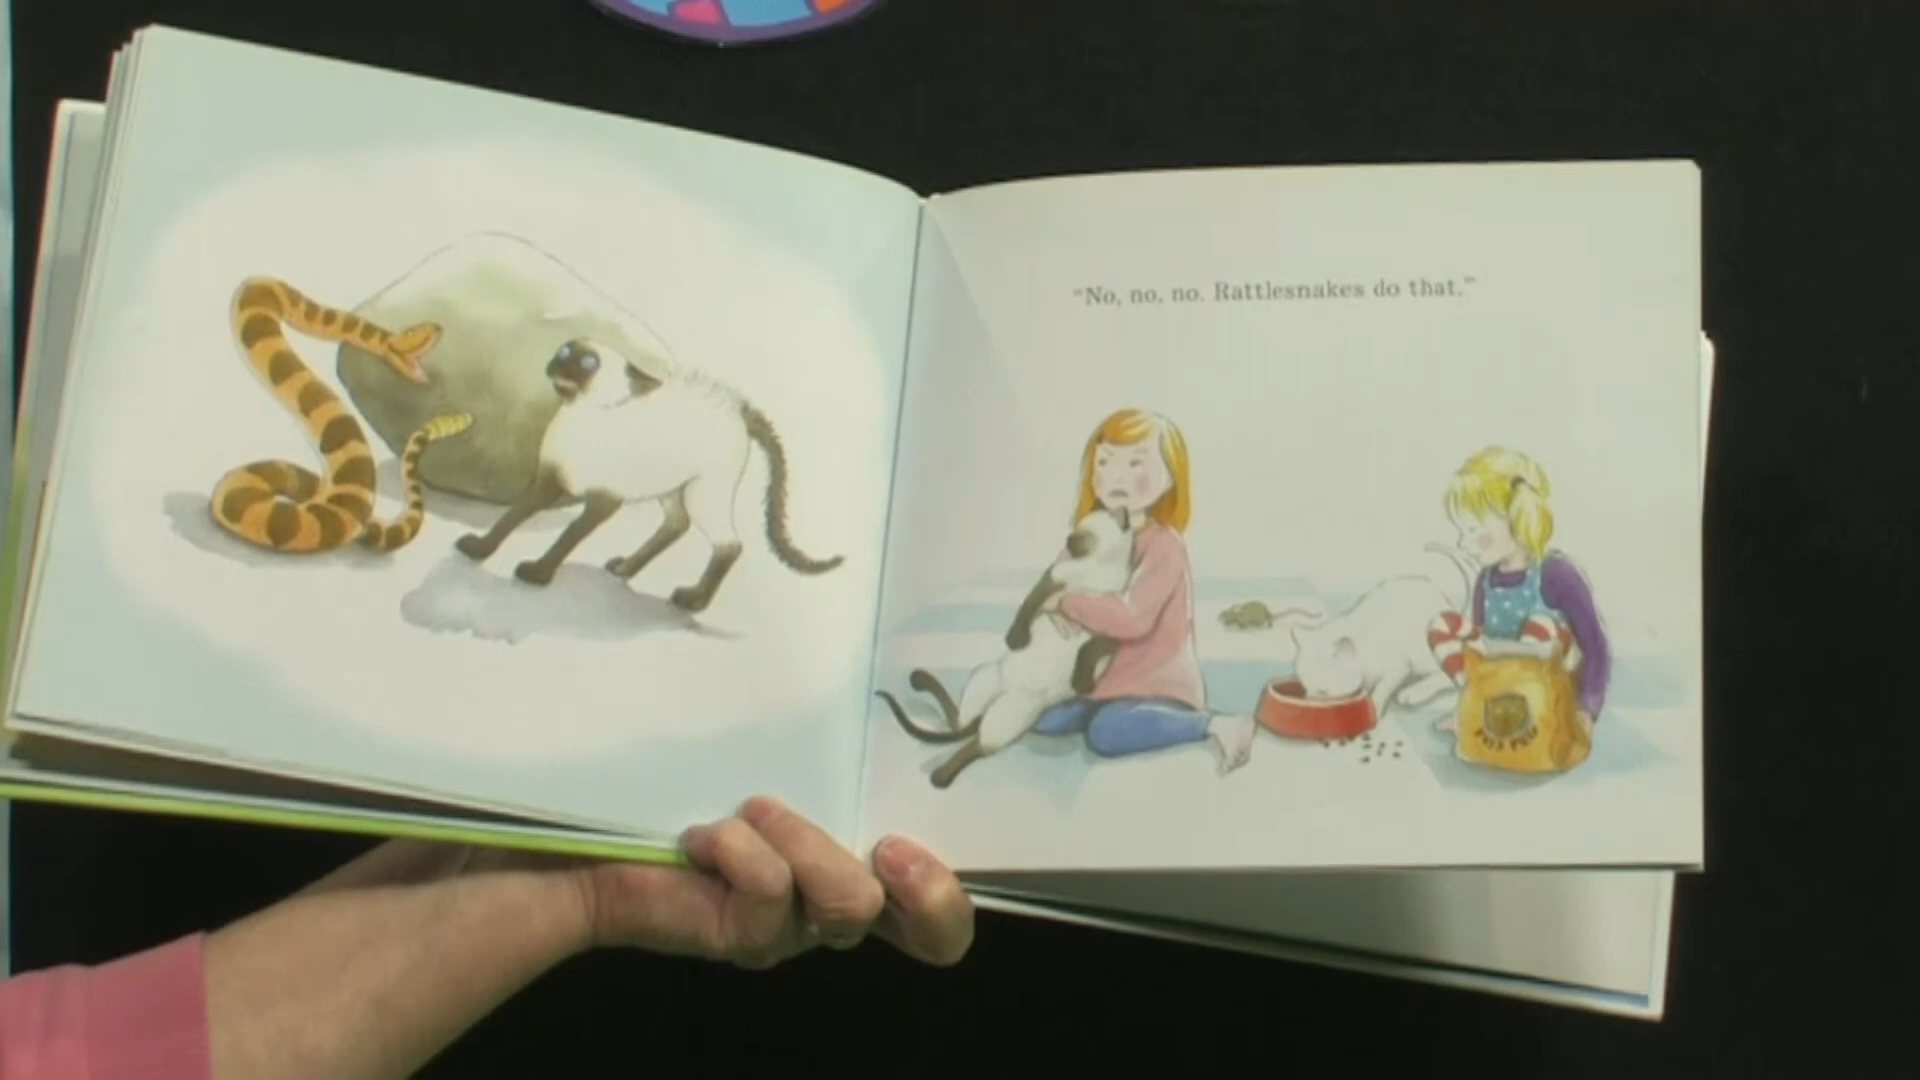 “No, no, no. Rattlesnakes do that.”